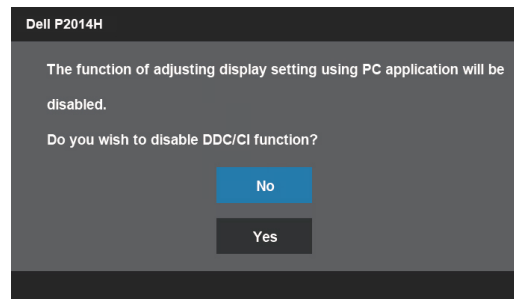 Dell P2014H
The function of adjusting display setting using PC application will be
disabled.
Do you wish to disable DDC/CI function?
No
Yes